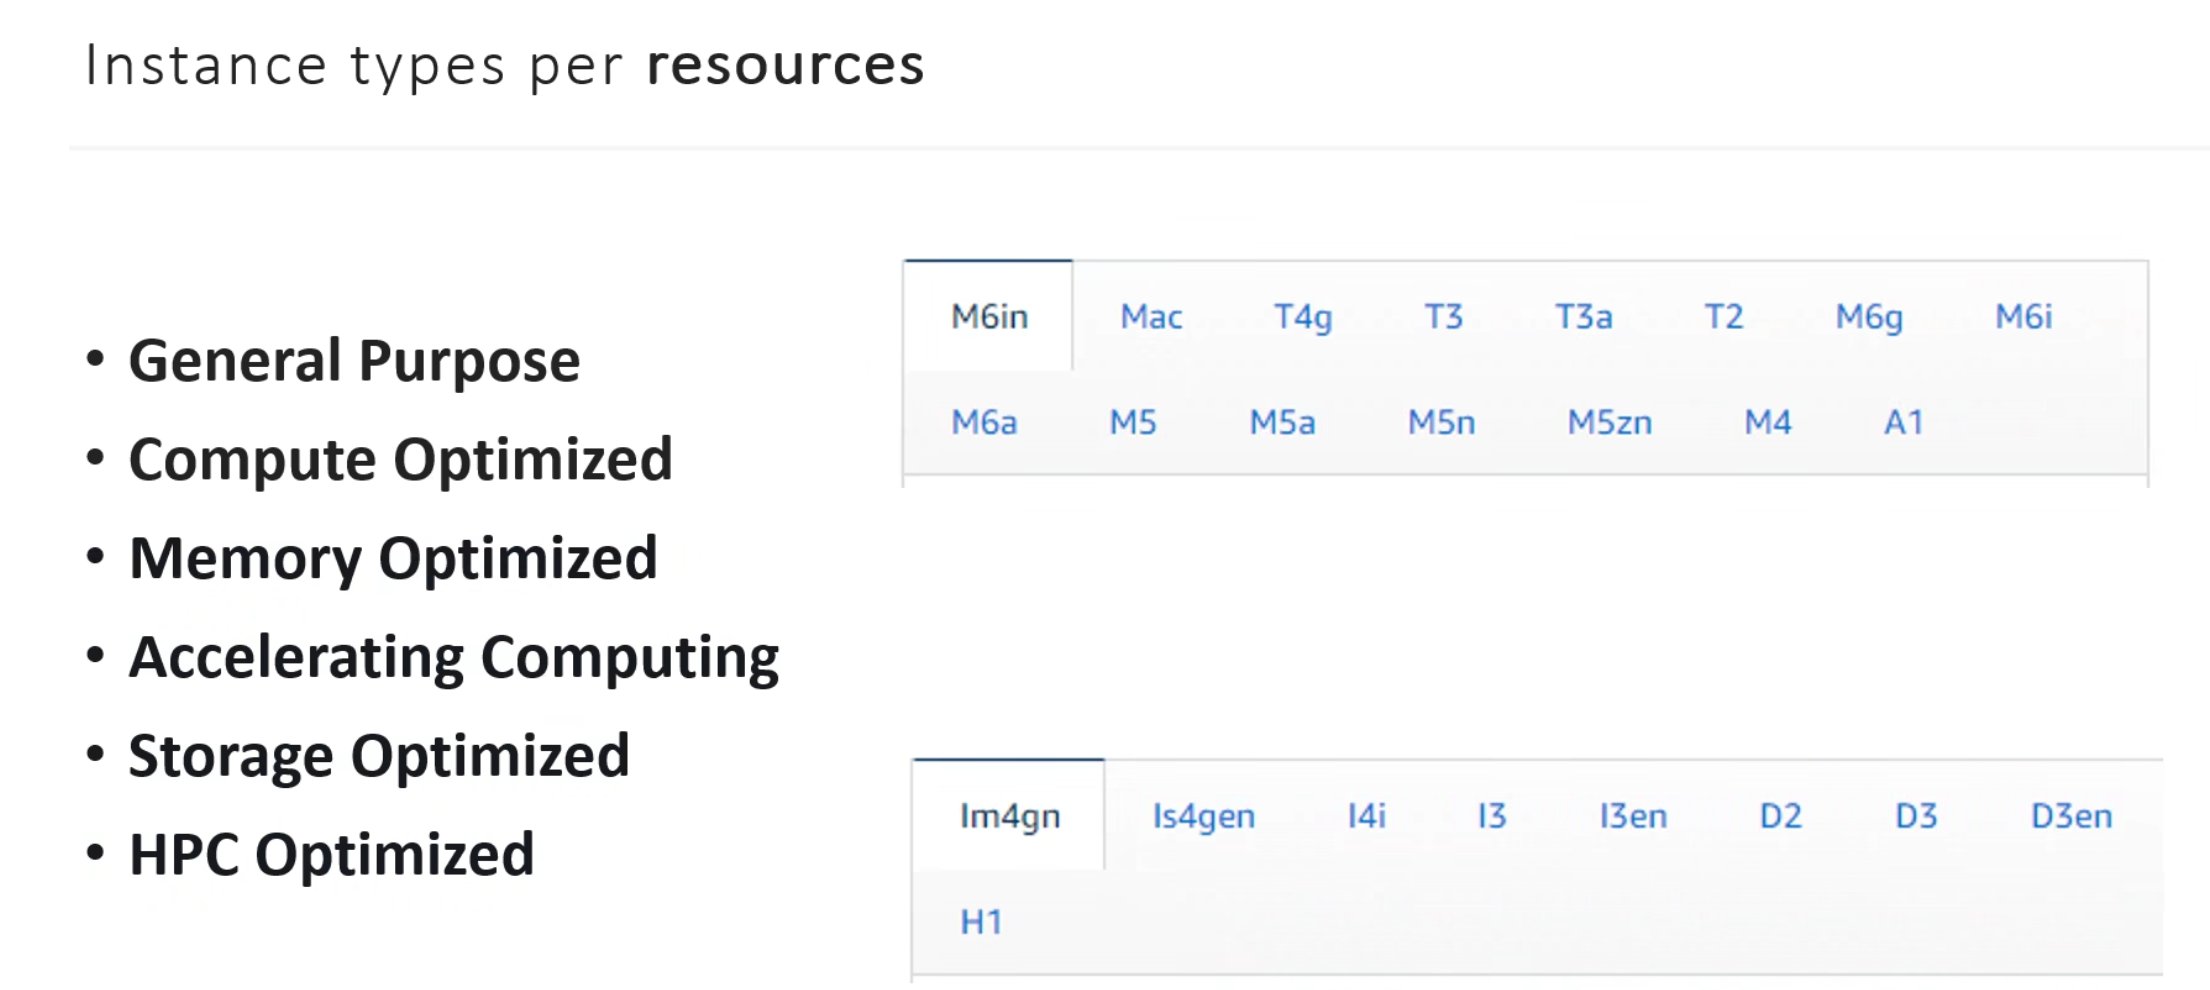 Instance types per resources
• General Purpose
• Compute Optimized
• Memory Optimized
• Accelerating Computing
• Storage Optimized
• HPC Optimized
M6in Mac T4g T3 T3a T2 M6g M6i
M6a M5 M5a M5n M5zn M4 A1
Im4gn Is4gen I4i I3 I3en D2 D3 D3en
H1